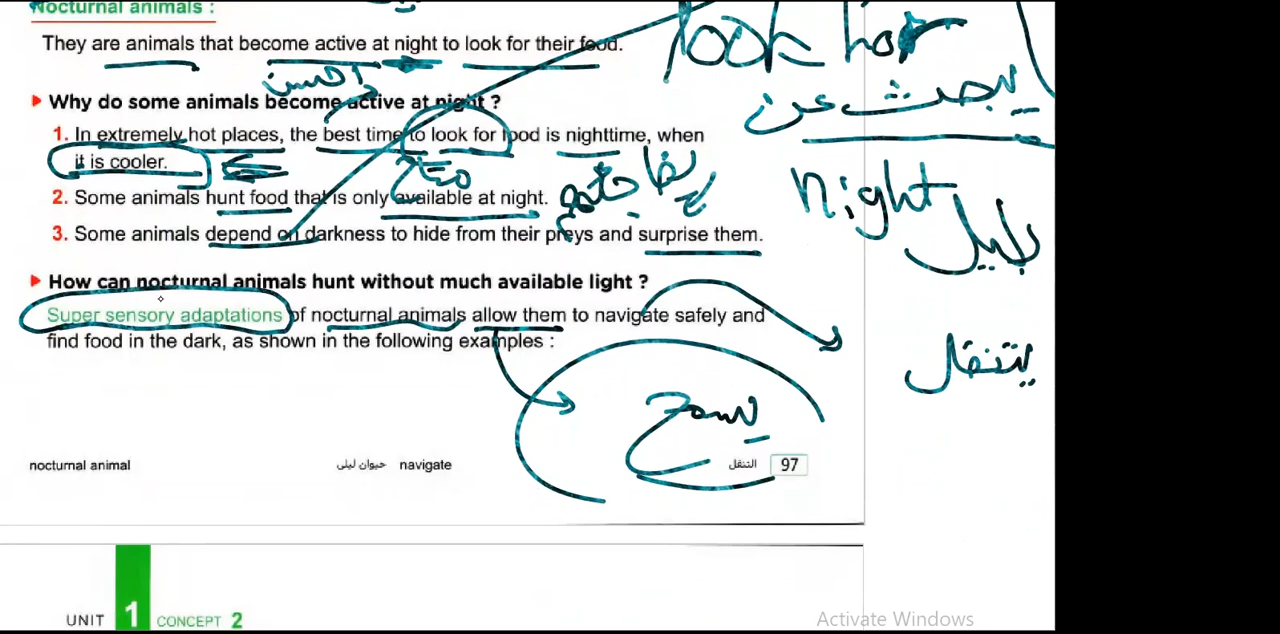 Nocturnal animals :
They are animals that become active at night to look for their food.
look for
يبحث عن
احسن
Why do some animals become active at night ?
1. In extremely hot places, the best time to look for food is nighttime, when
it is cooler.
متاح
night
بليل
يفاجئهم
2. Some animals hunt food that is only available at night.
3. Some animals depend on darkness to hide from their preys and surprise them.
How can nocturnal animals hunt without much available light ?
Super sensory adaptations of nocturnal animals allow them to navigate safely and
find food in the dark, as shown in the following examples :
يتنقل
يسمح
nocturnal animal حيوان ليلى navigate التنقل 97
UNIT 1 CONCEPT 2
Activate Windows